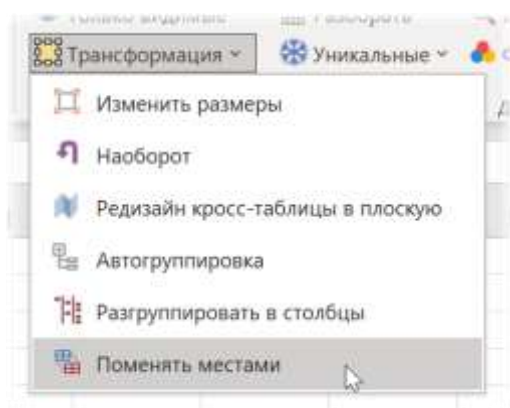 Трансформация
Уникальные
Изменить размеры
Наоборот
Редизайн кросс-таблицы в плоскую
Автогруппировка
Разгруппировать в столбцы
Поменять местами